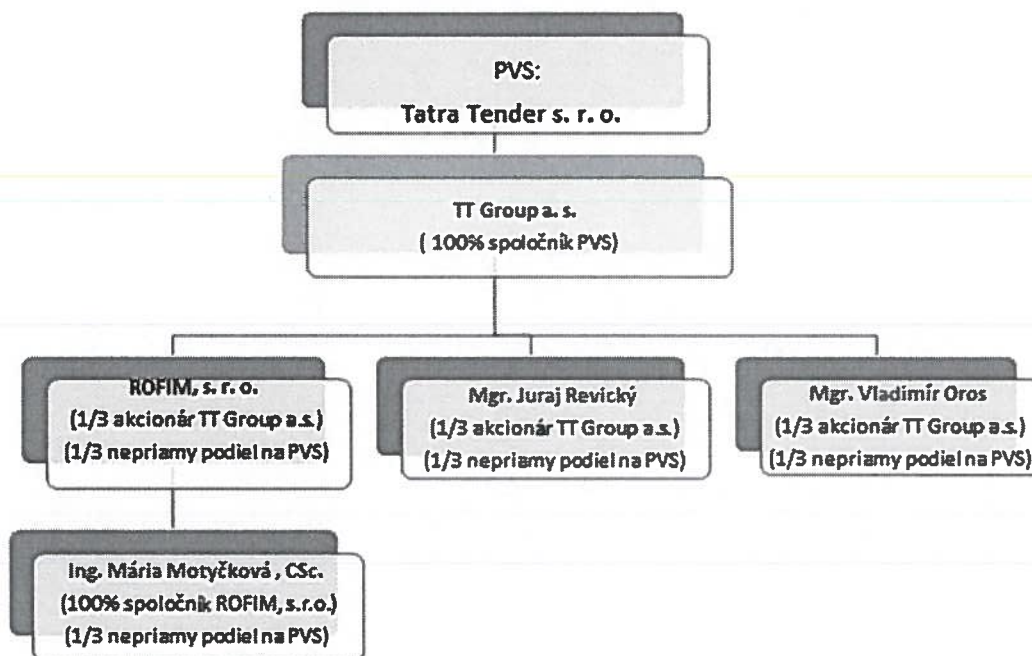 PVS:
Tatra Tender s. r. o.
TT Group a. s.
( 100% spoločník PVS)
ROFIM, s. r. o.
(1/3 akcionár TT Group a.s.)
(1/3 nepriamy podiel na PVS)
Mgr. Juraj Revický
(1/3 akcionár TT Group a.s.)
(1/3 nepriamy podiel na PVS)
Mgr. Vladimír Oros
(1/3 akcionár TT Group a.s.)
(1/3 nepriamy podiel na PVS)
Ing. Mária Motyčková , CSc.
(100% spoločník ROFIM, s.r.o.)
(1/3 nepriamy podiel na PVS)